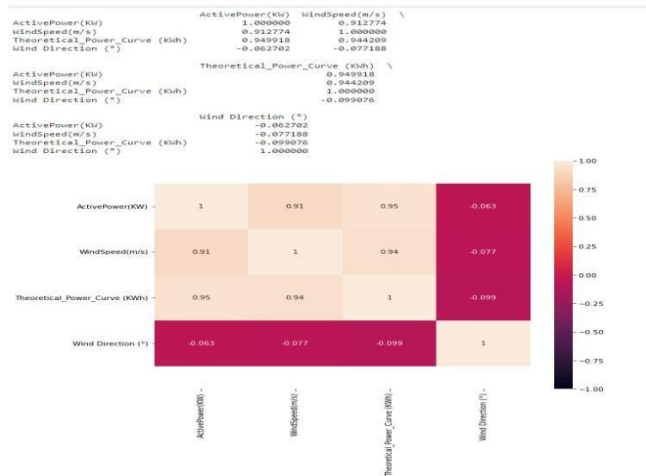 ActivePower(KW) WindSpeed(m/s) \
ActivePower(KW) 1.000000 0.912774
WindSpeed(m/s) 0.912774 1.000000
Theoretical_Power_Curve (KWh) 0.949918 0.944209
Wind Direction (°) -0.062702 -0.077188
Theoretical_Power_Curve (KWh) \
ActivePower(KW) 0.949918
WindSpeed(m/s) 0.944209
Theoretical_Power_Curve (KWh) 1.000000
Wind Direction (°) -0.099076
Wind Direction (°)
ActivePower(KW) -0.062702
WindSpeed(m/s) -0.077188
Theoretical_Power_Curve (KWh) -0.099076
Wind Direction (°) 1.000000
ActivePower(KW) 1 0.91 0.95 -0.063
WindSpeed(m/s) 0.91 1 0.94 -0.077
Theoretical_Power_Curve (KWh) 0.95 0.94 1 -0.099
Wind Direction (°) -0.063 -0.077 -0.099 1
ActivePower(KW)
WindSpeed(m/s)
Theoretical_Power_Curve (KWh)
Wind Direction (°)
1.00
0.75
0.50
0.25
0.00
-0.25
-0.50
-0.75
-1.00